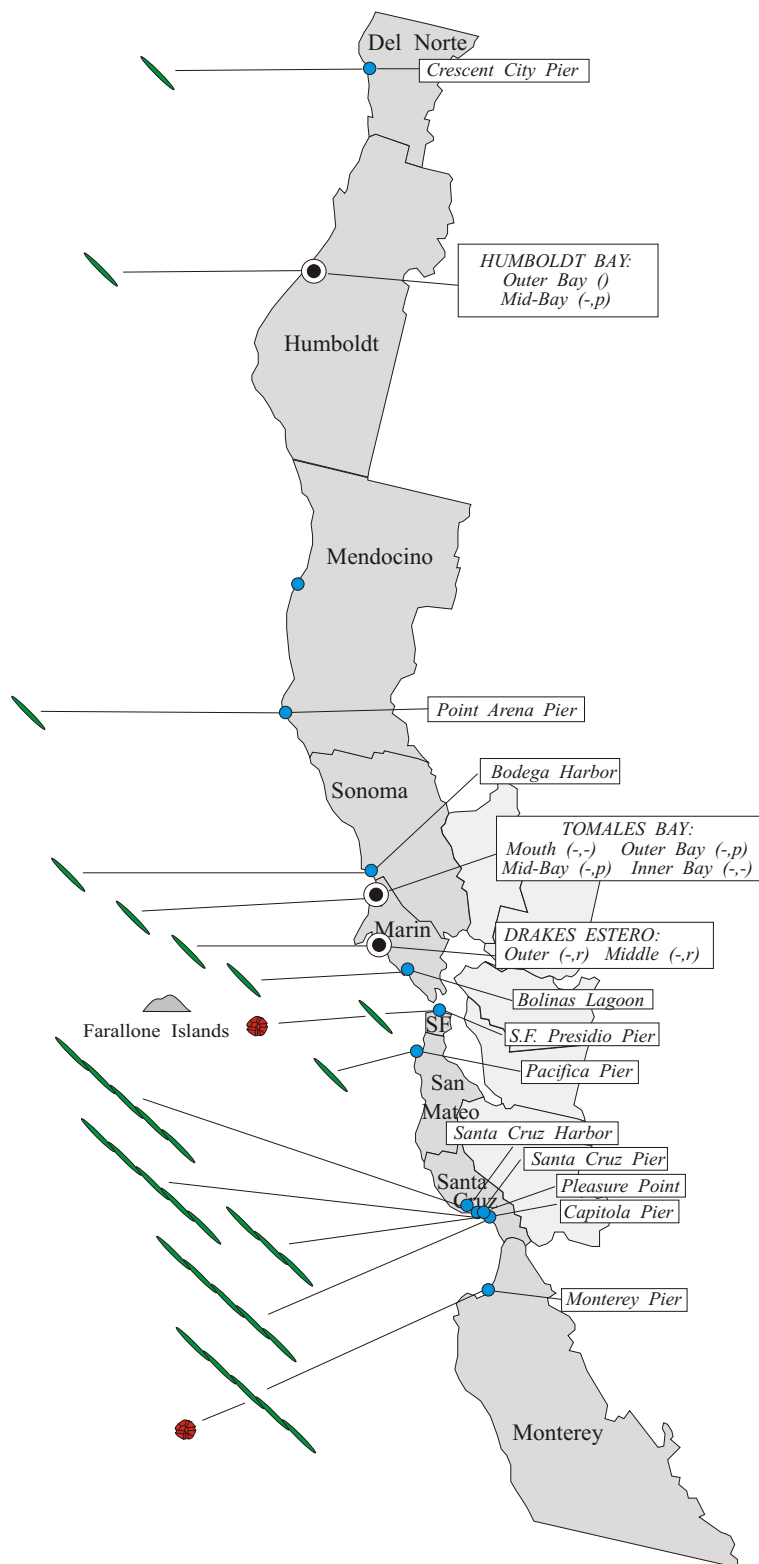 Del Norte
Crescent City Pier
HUMBOLDT BAY:
Outer Bay ()
Mid-Bay (-,p)
Humboldt
Mendocino
Point Arena Pier
Bodega Harbor
Sonoma
TOMALES BAY:
Mouth (-,-) Outer Bay (-,p)
Mid-Bay (-,p) Inner Bay (-,-)
Marin
DRAKES ESTERO:
Outer (-,r) Middle (-,r)
Bolinas Lagoon
Farallone Islands
SF
S.F. Presidio Pier
Pacifica Pier
San
Mateo
Santa Cruz Harbor
Santa Cruz Pier
Santa
Cruz
Pleasure Point
Capitola Pier
Monterey Pier
Monterey